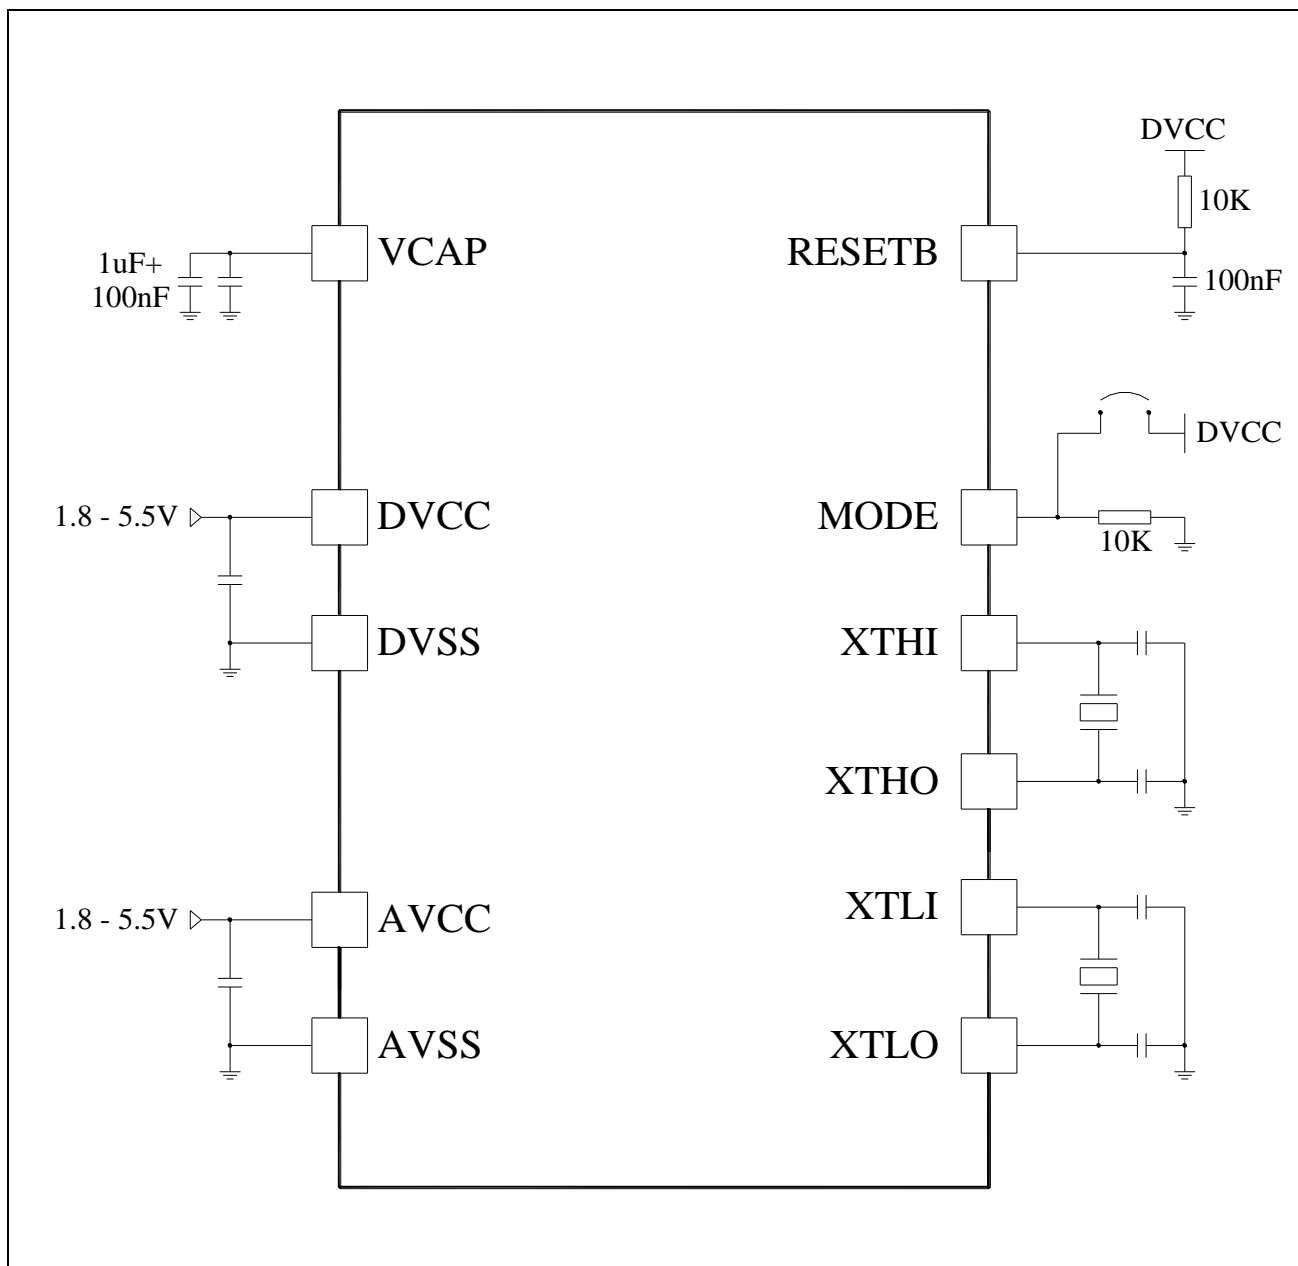 DVCC
10K
1uF+
100nF
VCAP
RESETB
100nF
DVCC
1.8 - 5.5V
DVCC
MODE
10K
DVSS
XTHI
XTHO
1.8 - 5.5V
AVCC
XTLI
AVSS
XTLO